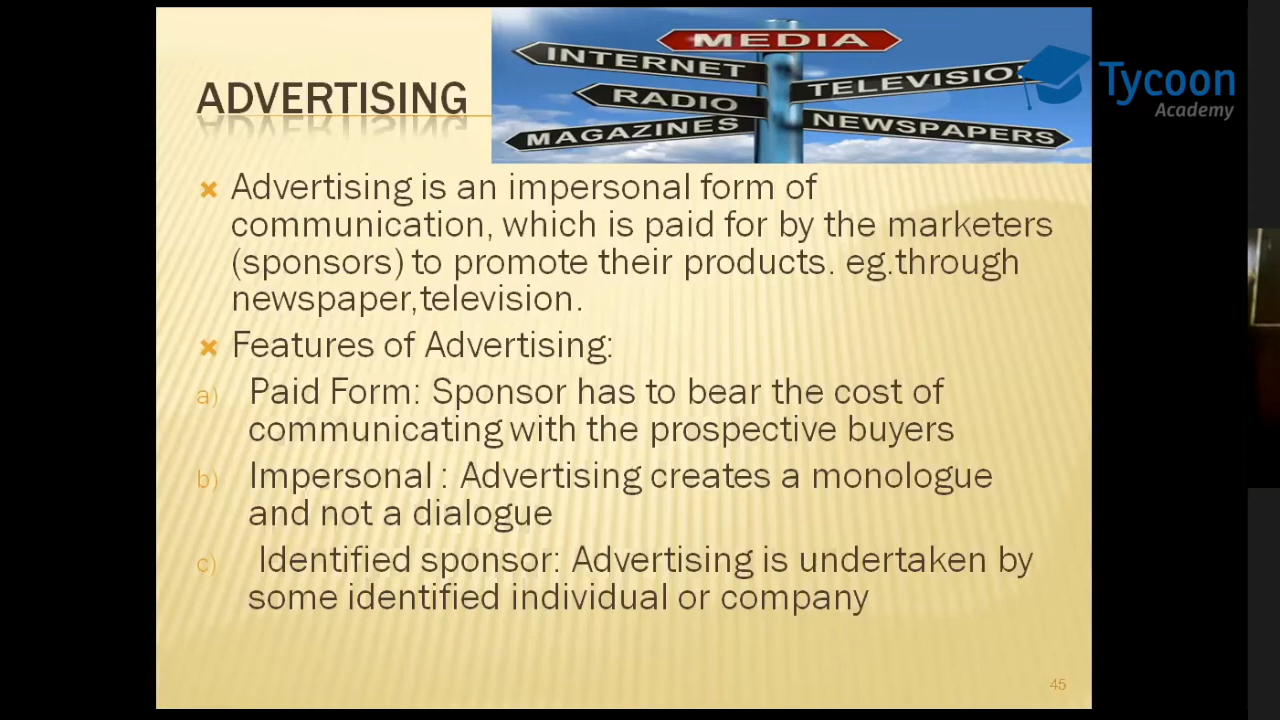 MEDIA
INTERNET
TELEVISION
RADIO
MAGAZINES
NEWSPAPERS
Tycoon
Academy
ADVERTISING
Advertising is an impersonal form of
communication, which is paid for by the marketers
(sponsors) to promote their products. eg.through
newspaper,television.
Features of Advertising:
a) Paid Form: Sponsor has to bear the cost of
communicating with the prospective buyers
b) Impersonal : Advertising creates a monologue
and not a dialogue
c) Identified sponsor: Advertising is undertaken by
some identified individual or company
45